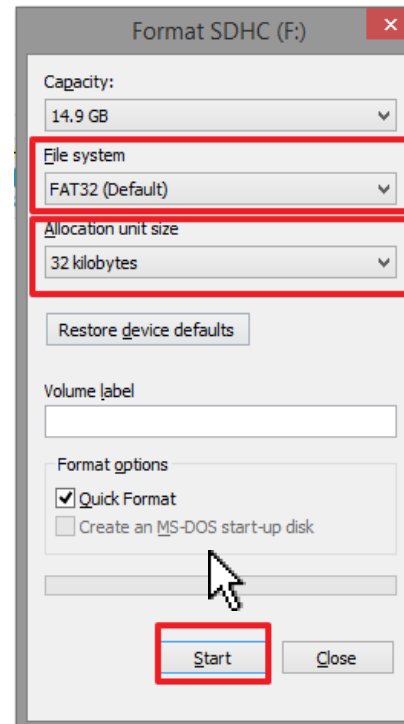 Format SDHC (F:)
Capacity:
14.9 GB
File system
FAT32 (Default)
Allocation unit size
32 kilobytes
Restore device defaults
Volume label
Format options
Quick Format
Create an MS-DOS start-up disk
Start Close